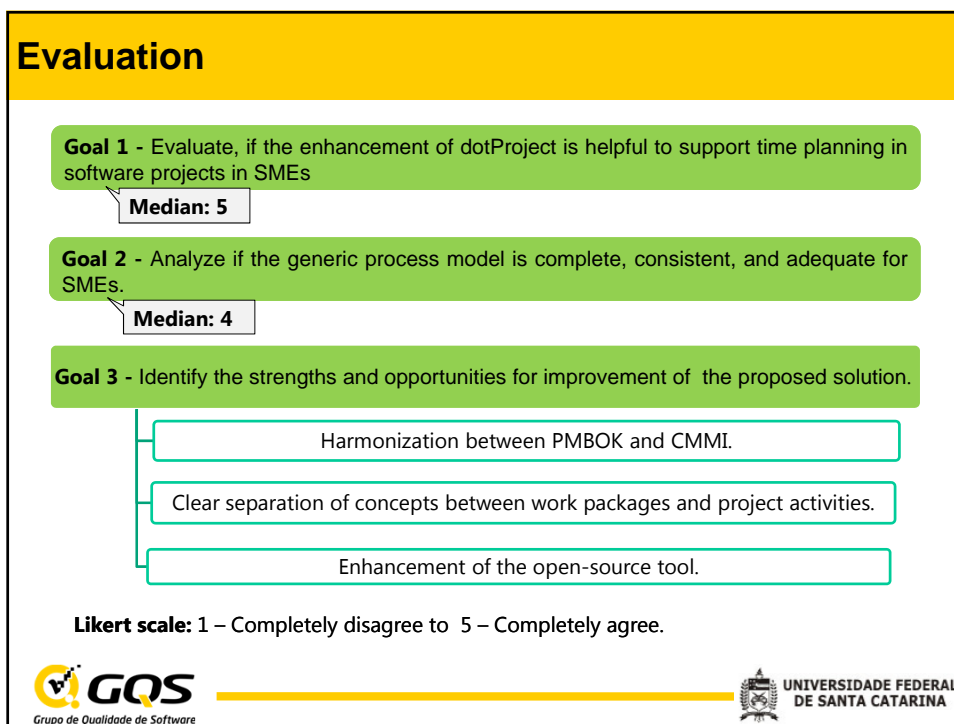 Evaluation
Goal 1 - Evaluate, if the enhancement of dotProject is helpful to support time planning in
software projects in SMEs
Median: 5
Goal 2 - Analyze if the generic process model is complete, consistent, and adequate for
SMEs.
Median: 4
Goal 3 - Identify the strengths and opportunities for improvement of the proposed solution.
Harmonization between PMBOK and CMMI.
Clear separation of concepts between work packages and project activities.
Enhancement of the open-source tool.
Likert scale: 1 – Completely disagree to 5 – Completely agree.
GQS
Grupo de Qualidade de Software
UNIVERSIDADE FEDERAL
DE SANTA CATARINA